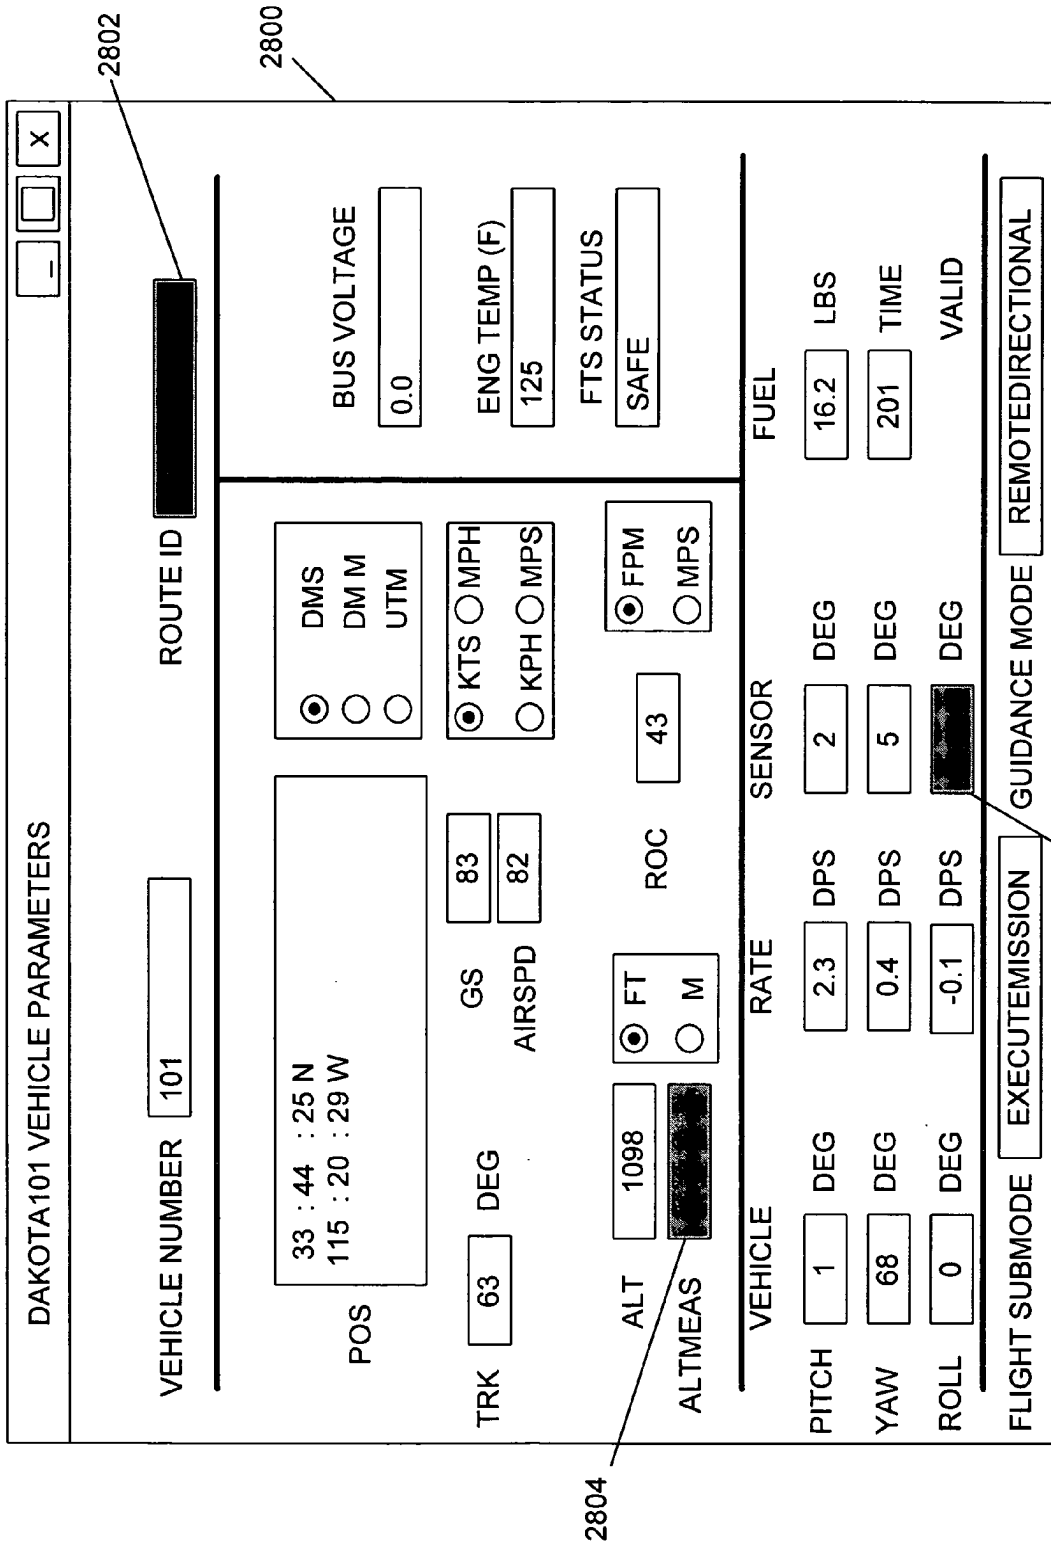 2802
2800
DAKOTA101 VEHICLE PARAMETERS
_ X
VEHICLE NUMBER 101 ROUTE ID
POS 33 : 44 : 25 N
115 : 20 : 29 W
DMS
DM M
UTM
BUS VOLTAGE
0.0
TRK 63 DEG
GS 83
AIRSPD 82
KTS MPH
KPH MPS
ENG TEMP (F)
125
FTS STATUS
SAFE
ALT 1098
ALTMEAS
FT
M
ROC 43
FPM
MPS
2804
VEHICLE RATE SENSOR FUEL
PITCH 1 DEG 2.3 DPS 2 DEG 16.2 LBS
YAW 68 DEG 0.4 DPS 5 DEG 201 TIME
ROLL 0 DEG -0.1 DPS DEG VALID
FLIGHT SUBMODE EXECUTEMISSION GUIDANCE MODE REMOTEDIRECTIONAL